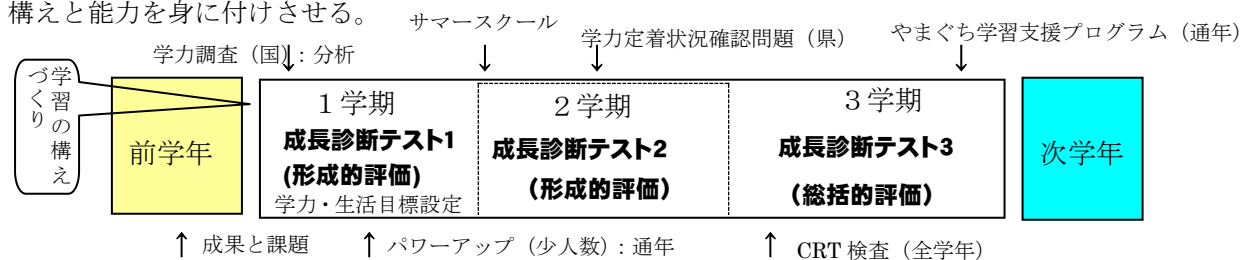 構えと能力を身に付けさせる。
サマースクール
学力定着状況確認問題（県）
やまぐち学習支援プログラム（通年）
学力調査（国）：分析
学習の構え
づくり
前学年
１学期
成長診断テスト1
(形成的評価)
学力・生活目標設定
２学期
成長診断テスト2
（形成的評価）
３学期
成長診断テスト3
（総括的評価）
次学年
↑ 成果と課題
↑ パワーアップ（少人数）：通年
↑ CRT 検査（全学年）